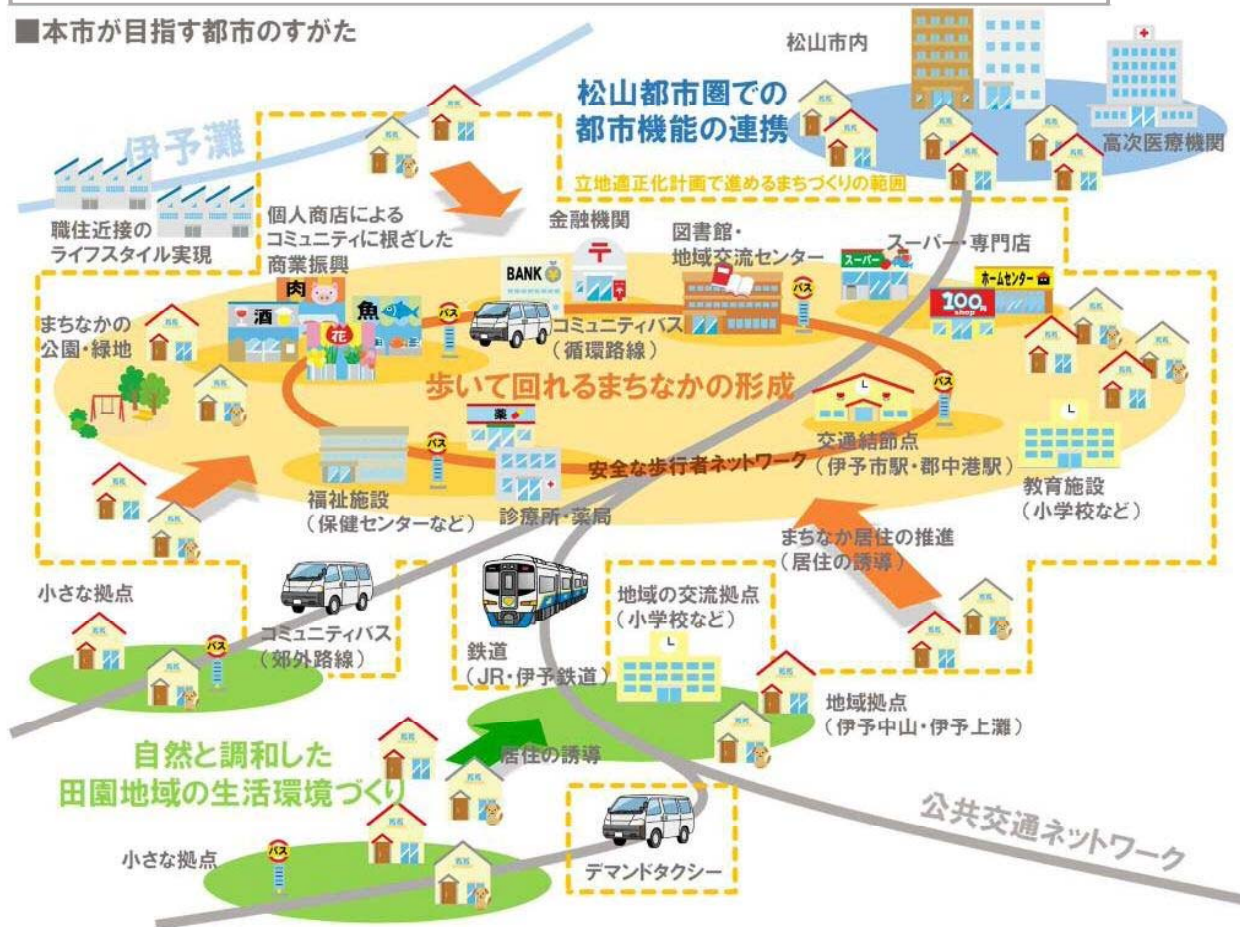 ■本市が目指す都市のすがた
松山市内
松山都市圏での
都市機能の連携
高次医療機関
伊予灘
立地適正化計画で進めるまちづくりの範囲
職住近接の
ライフスタイル実現
個人商店による
コミュニティに根ざした
商業振興
金融機関
図書館・
地域交流センター
スーパー・専門店
スーパー
ホームセンター
100円
shop
BANK
肉
酒
魚
花
バス
バス
コミュニティバス
（循環路線）
まちなかの
公園・緑地
歩いて回れるまちなかの形成
バス
薬
バス
交通結節点
（伊予市駅・郡中港駅）
安全な歩行者ネットワーク
福祉施設
（保健センターなど）
診療所・薬局
教育施設
（小学校など）
まちなか居住の推進
（居住の誘導）
小さな拠点
バス
コミュニティバス
（郊外路線）
鉄道
（JR・伊予鉄道）
地域の交流拠点
（小学校など）
地域拠点
（伊予中山・伊予上灘）
自然と調和した
田園地域の生活環境づくり
居住の誘導
公共交通ネットワーク
小さな拠点
バス
デマンドタクシー